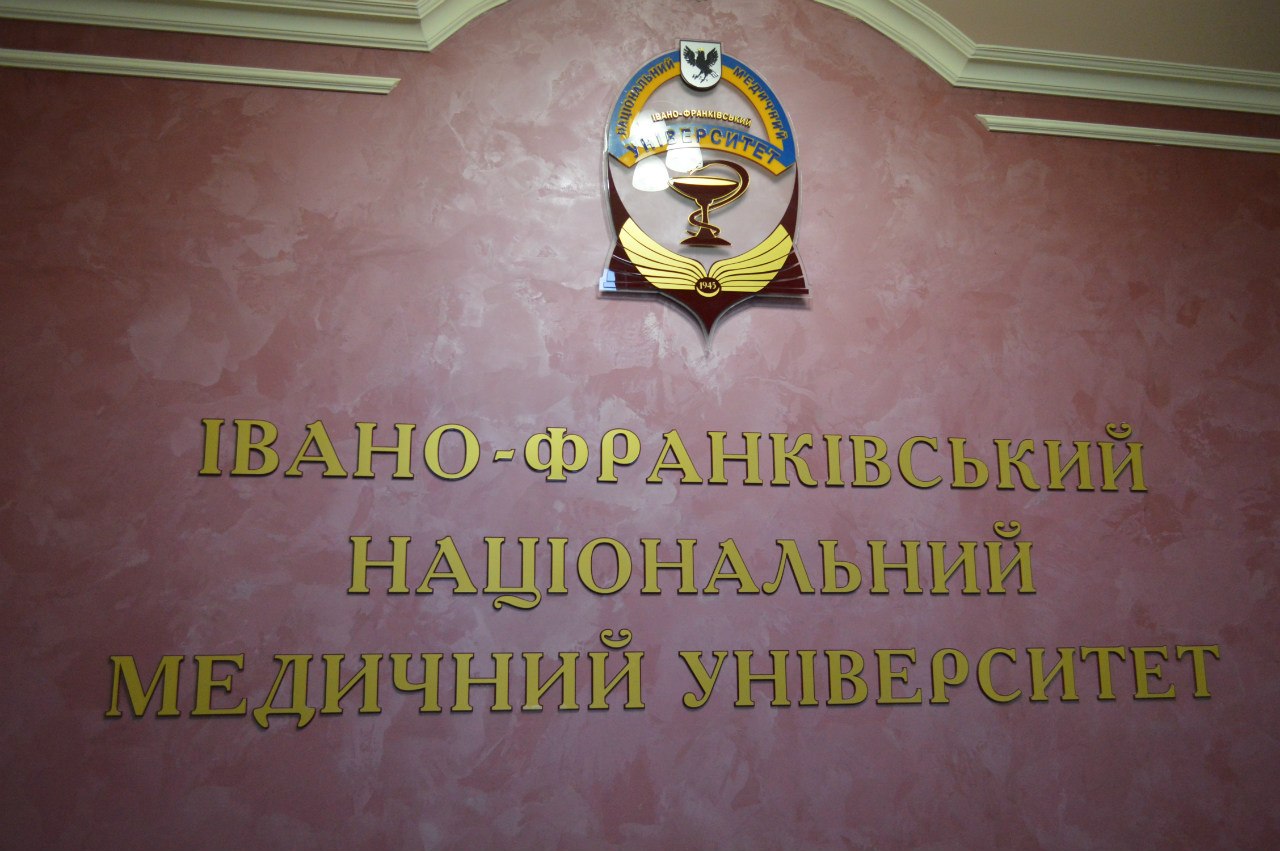 НАЦІОНАЛЬНИЙ МЕДИЧНИЙ
ІВАНО-ФРАНКІВСЬКИЙ
УНІВЕРСИТЕТ
1945
ІВАНО-ФРАНКІВСЬКИЙ
НАЦІОНАЛЬНИЙ
МЕДИЧНИЙ УНІВЕРСИТЕТ